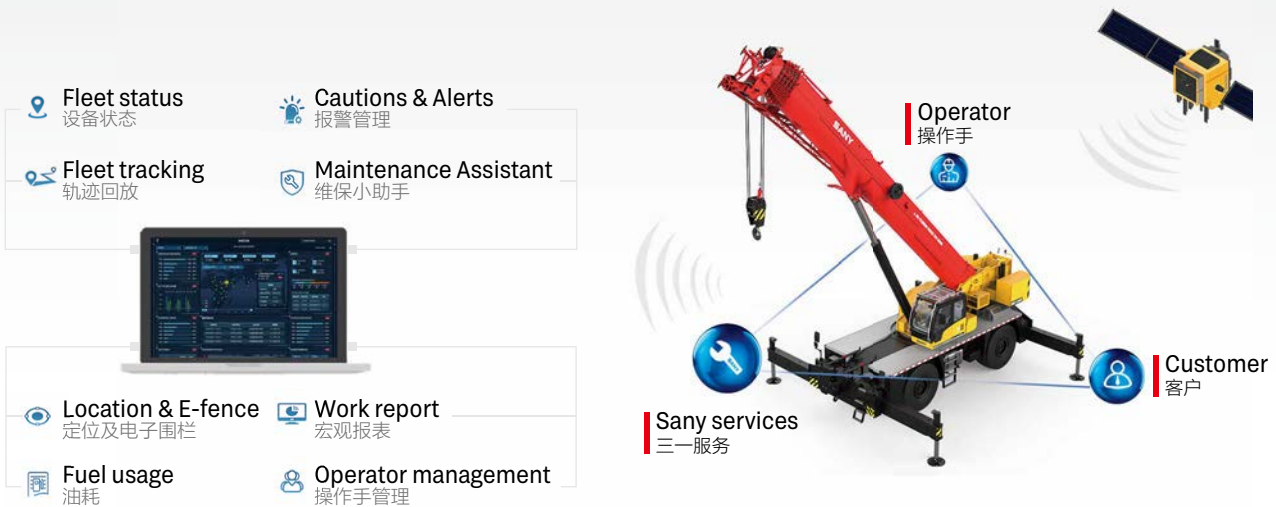 Fleet status
设备状态
Cautions & Alerts
报警管理
Fleet tracking
轨迹回放
Maintenance Assistant
维保小助手
Location & E-fence
定位及电子围栏
Work report
宏观报表
Fuel usage
油耗
Operator management
操作手管理
SANY
Operator
操作手
Sany services
三一服务
Customer
客户